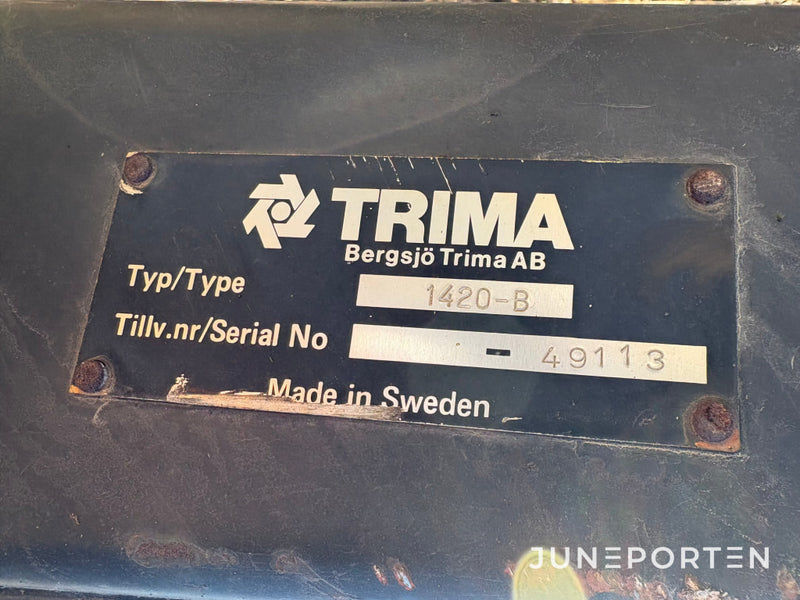 TRIMA
Bergsjö Trima AB
Typ/Type 1420-B
Tillv.nr/Serial No - 49113
Made in Sweden
JUNEPORTEN